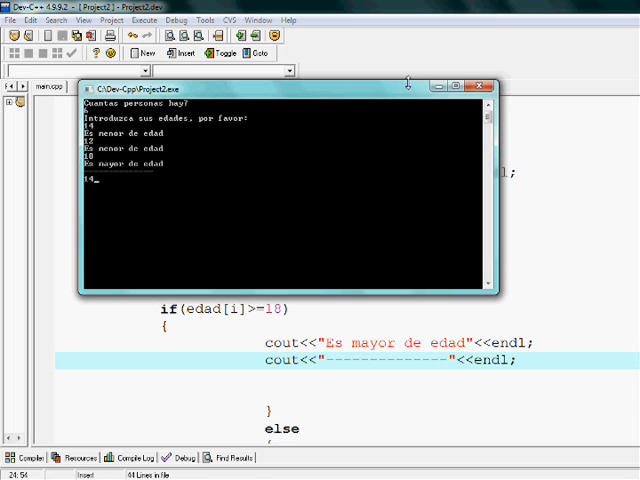 Dev-C++ 4.9.9.2 - [ Project2 ] - Project2.dev
File Edit Search View Project Execute Debug Tools CVS Window Help
New Insert Toggle Goto
main.cpp
C:\Dev-Cpp\Project2.exe
Cuantas personas hay?
6
Introduzca sus edades, por favor:
14
Es menor de edad
12
Es menor de edad
18
Es mayor de edad
--------------
14_
l;
if(edad[i]>=18)
{
cout<<"Es mayor de edad"<<endl;
cout<<"--------------"<<endl;
}
else
{
Compiler Resources Compile Log Debug Find Results
24: 54 Insert 44 Lines in file